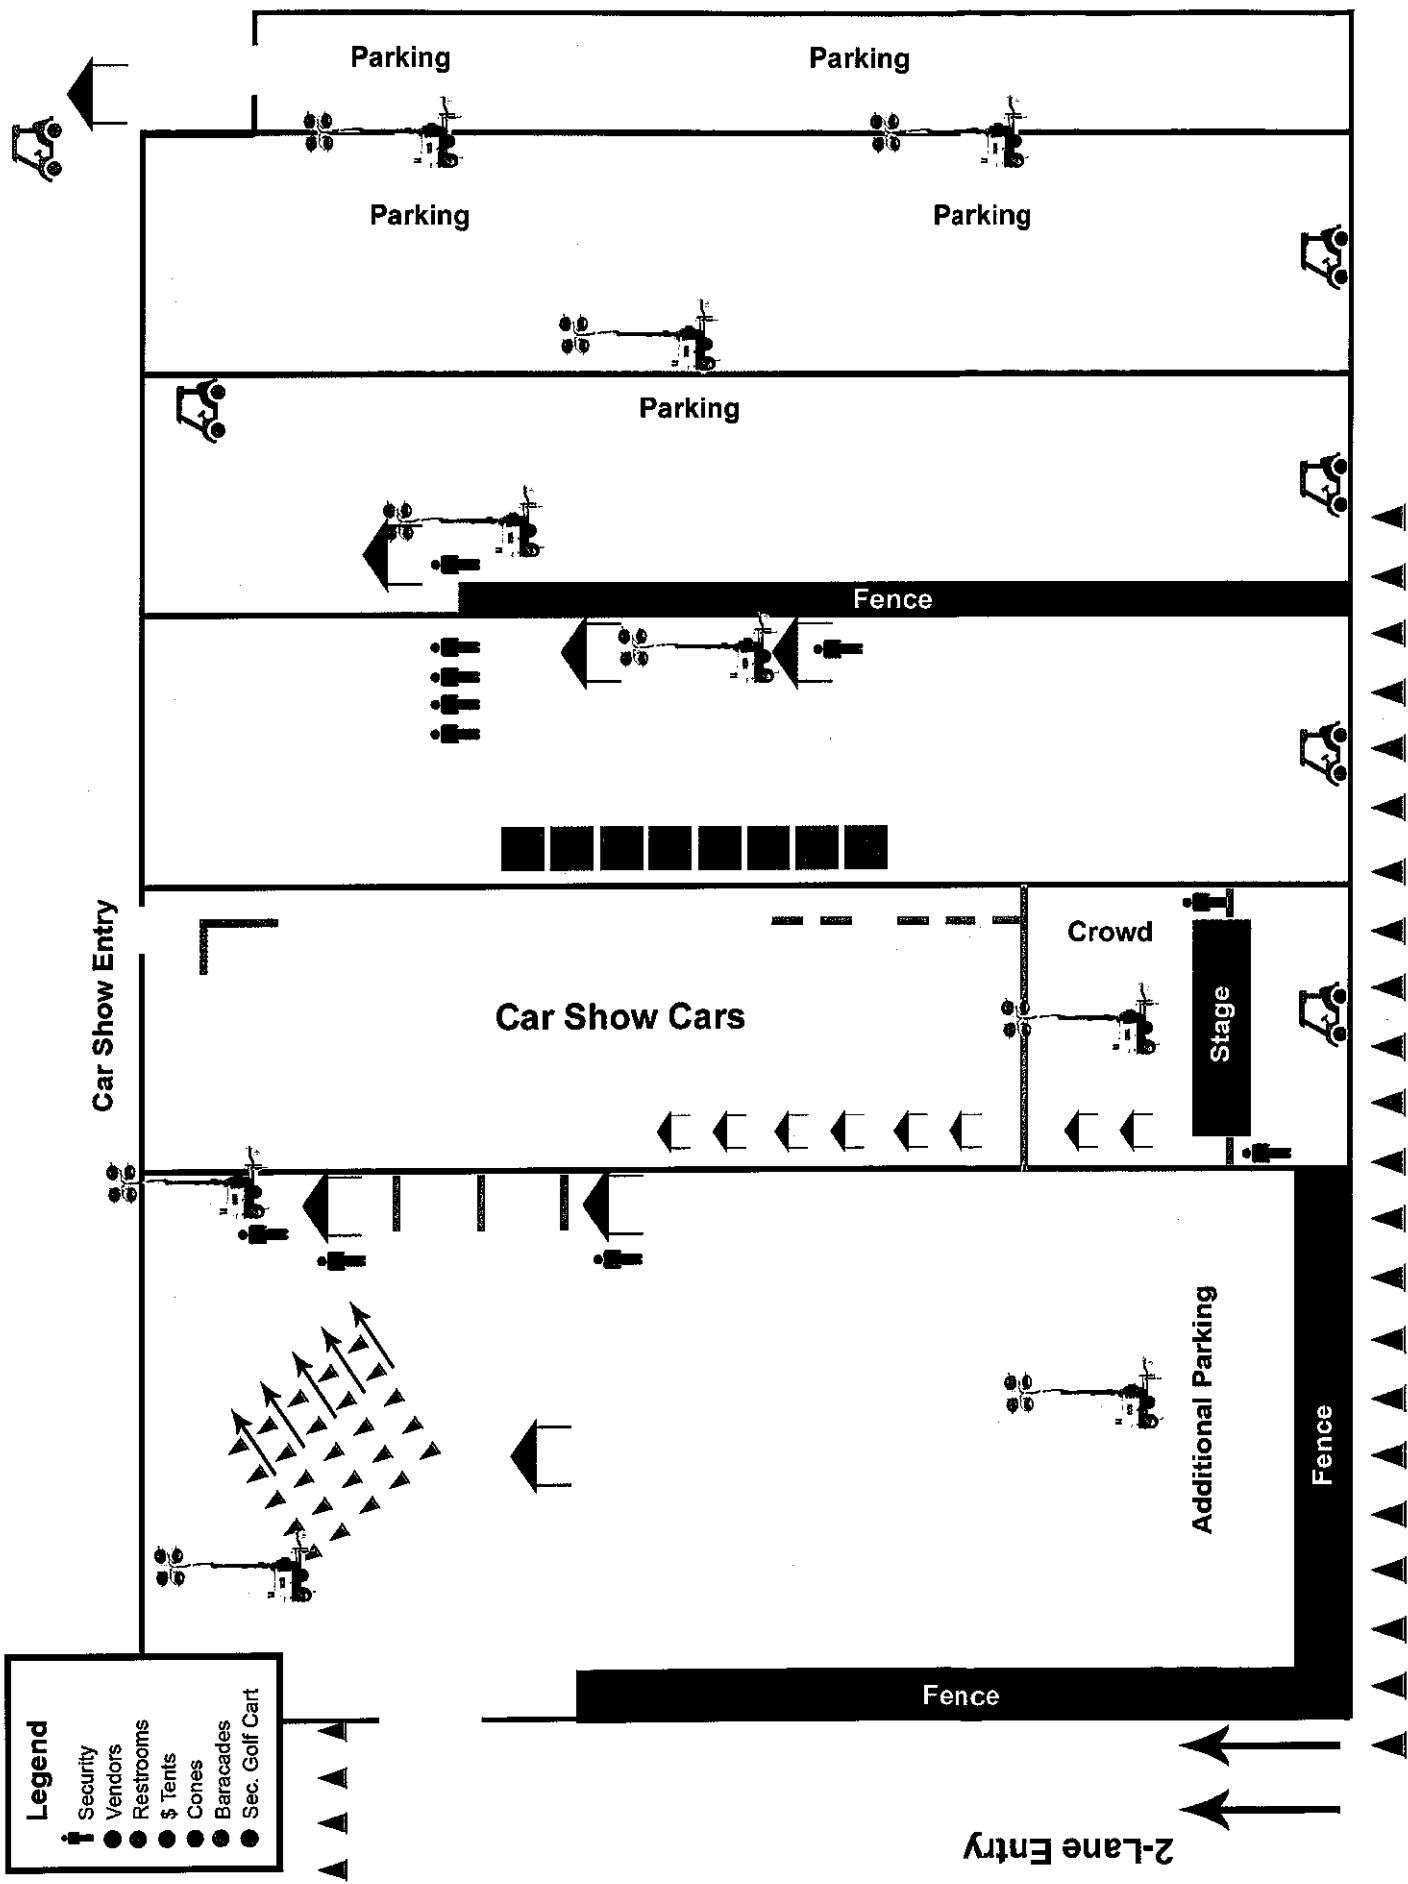 Parking
Parking
Parking
Parking
Parking
Fence
Car Show Entry
Crowd
Car Show Cars
Stage
Additional Parking
Fence
Fence
Legend
Security
Vendors
Restrooms
$ Tents
Cones
Baracades
Sec. Golf Cart
2-Lane Entry